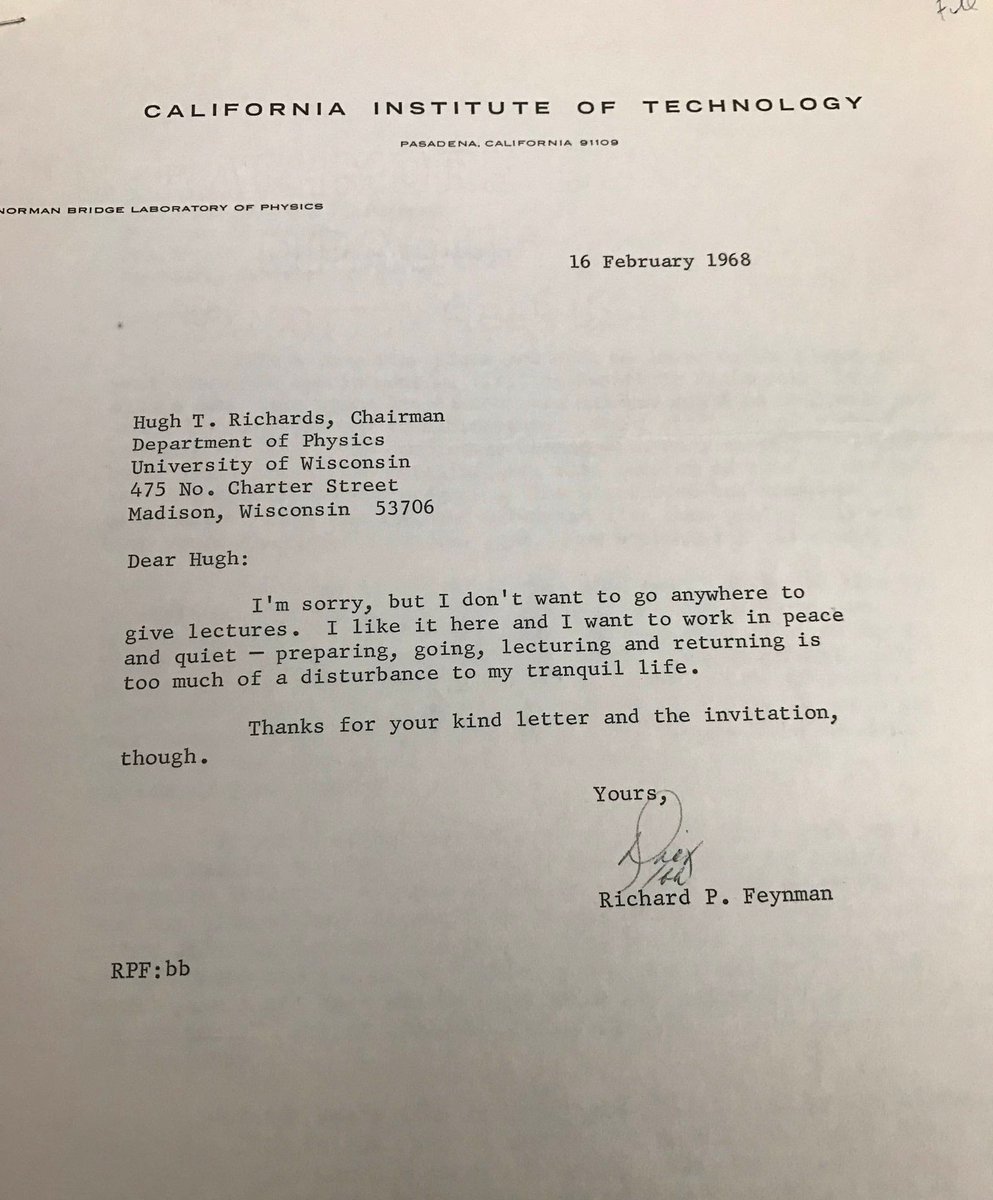 File
CALIFORNIA INSTITUTE OF TECHNOLOGY
PASADENA, CALIFORNIA 91109
NORMAN BRIDGE LABORATORY OF PHYSICS
16 February 1968
Hugh T. Richards, Chairman
Department of Physics
University of Wisconsin
475 No. Charter Street
Madison, Wisconsin 53706
Dear Hugh:
I'm sorry, but I don't want to go anywhere to
give lectures. I like it here and I want to work in peace
and quiet — preparing, going, lecturing and returning is
too much of a disturbance to my tranquil life.
Thanks for your kind letter and the invitation,
though.
Yours,
Richard P. Feynman
RPF:bb